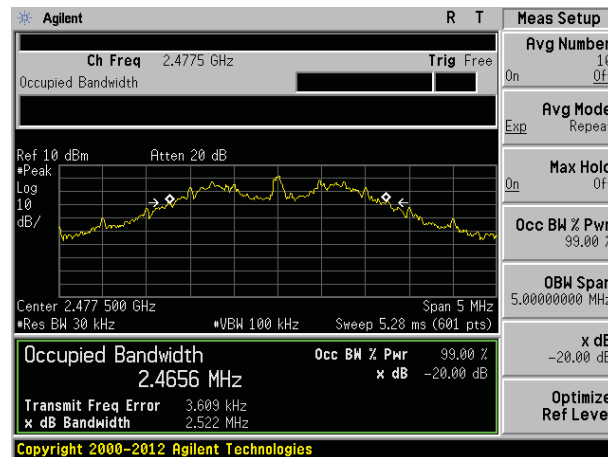 Agilent R T Meas Setup
Ch Freq 2.4775 GHz Trig Free
Occupied Bandwidth
Avg Number
10
On Off
Avg Mode
Exp Repeat
Max Hold
On Off
Occ BW % Pwr
99.00 %
OBW Span
5.00000000 MHz
x dB
-20.00 dB
Optimize
Ref Level
Ref 10 dBm Atten 20 dB
#Peak
Log
10
dB/
Center 2.477 500 GHz Span 5 MHz
#Res BW 30 kHz #VBW 100 kHz Sweep 5.28 ms (601 pts)
Occupied Bandwidth Occ BW % Pwr 99.00 %
2.4656 MHz x dB -20.00 dB
Transmit Freq Error 3.609 kHz
x dB Bandwidth 2.522 MHz
Copyright 2000-2012 Agilent Technologies